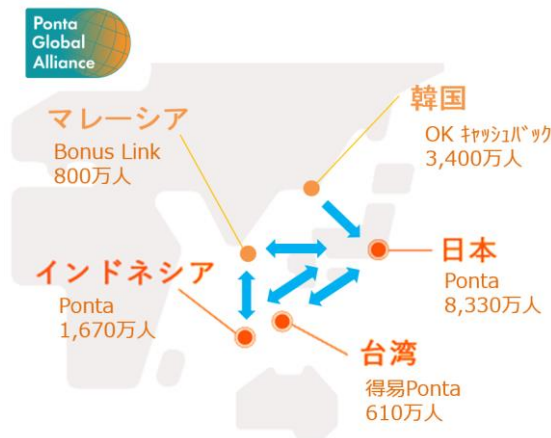 Ponta
Global
Alliance
マレーシア
Bonus Link
800万人
韓国
OK ｷｬｯｼｭﾊﾞｯｸ
3,400万人
インドネシア
Ponta
1,670万人
日本
Ponta
8,330万人
台湾
得易Ponta
610万人